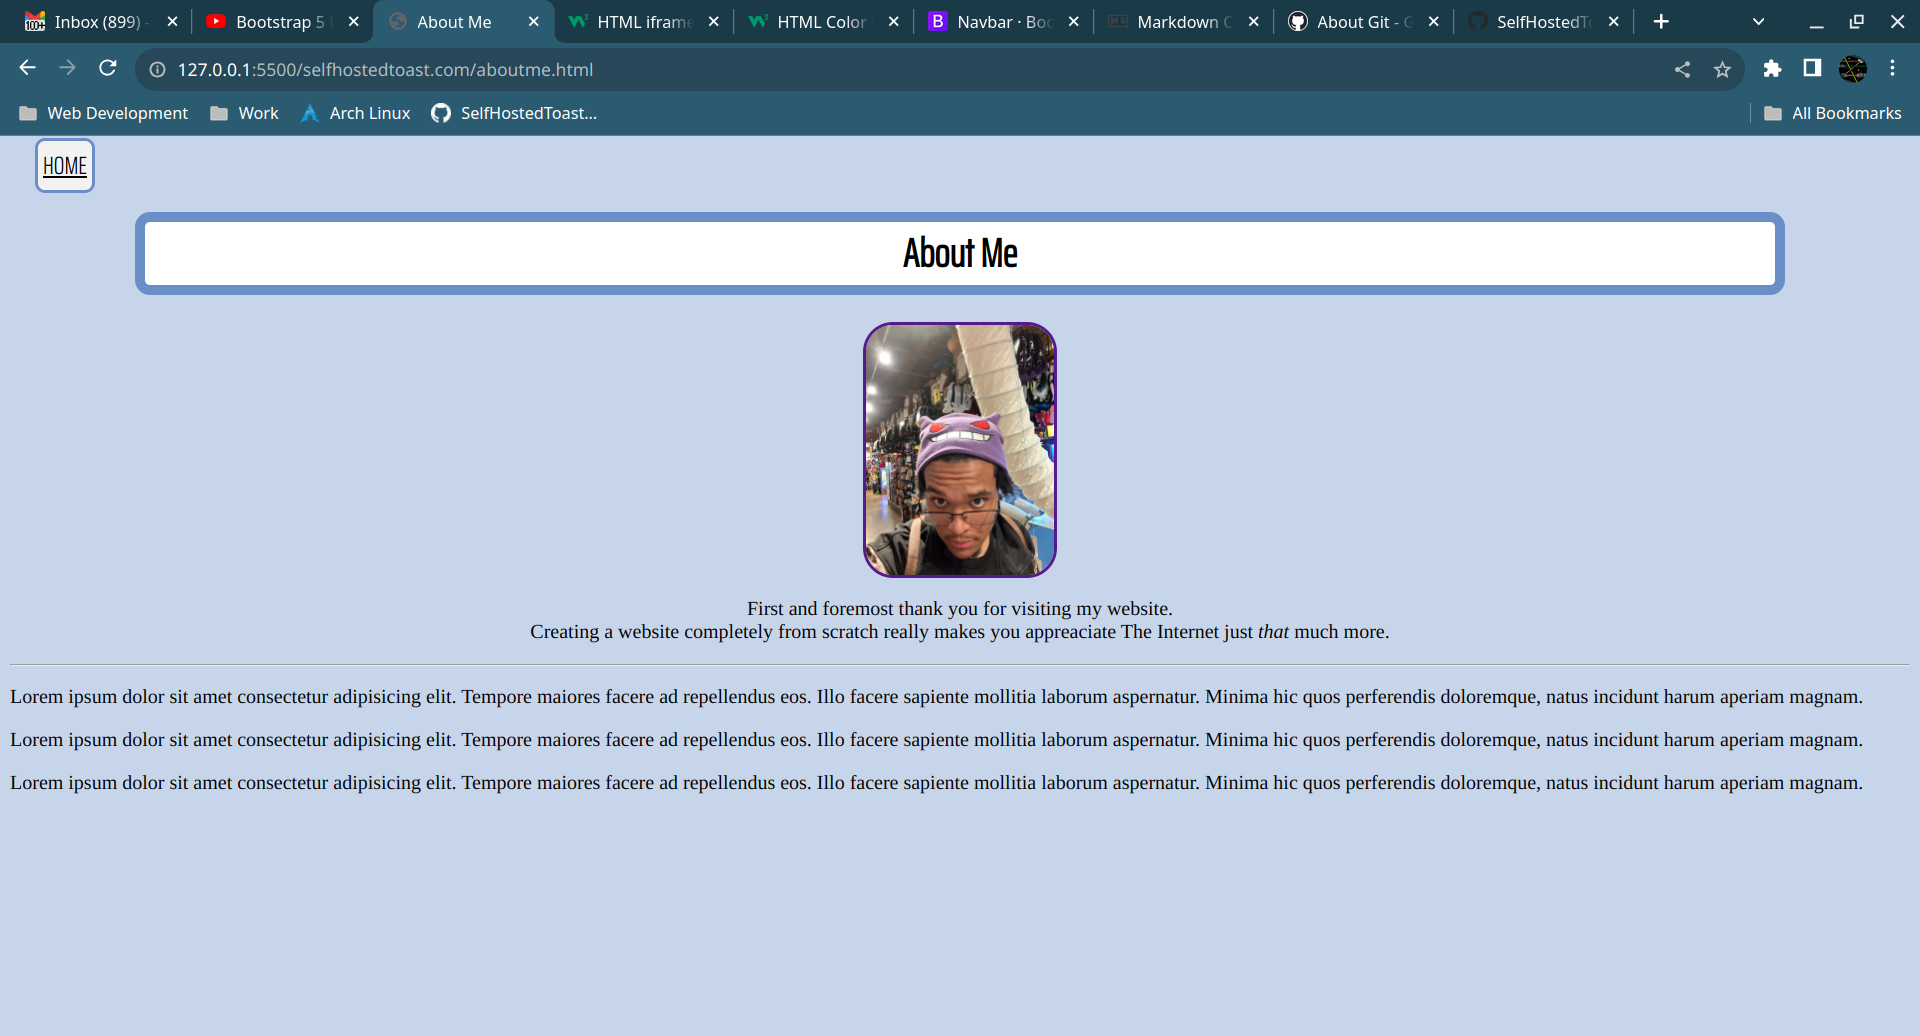 Inbox (899) -
Bootstrap 5
About Me
HTML iframe
HTML Color
Navbar · Boo
Markdown C
About Git - G
SelfHostedTo
127.0.0.1:5500/selfhostedtoast.com/aboutme.html
Web Development
Work
Arch Linux
SelfHostedToast...
All Bookmarks
HOME
About Me
First and foremost thank you for visiting my website.
Creating a website completely from scratch really makes you appreaciate The Internet just that much more.
Lorem ipsum dolor sit amet consectetur adipisicing elit. Tempore maiores facere ad repellendus eos. Illo facere sapiente mollitia laborum aspernatur. Minima hic quos perferendis doloremque, natus incidunt harum aperiam magnam.
Lorem ipsum dolor sit amet consectetur adipisicing elit. Tempore maiores facere ad repellendus eos. Illo facere sapiente mollitia laborum aspernatur. Minima hic quos perferendis doloremque, natus incidunt harum aperiam magnam.
Lorem ipsum dolor sit amet consectetur adipisicing elit. Tempore maiores facere ad repellendus eos. Illo facere sapiente mollitia laborum aspernatur. Minima hic quos perferendis doloremque, natus incidunt harum aperiam magnam.